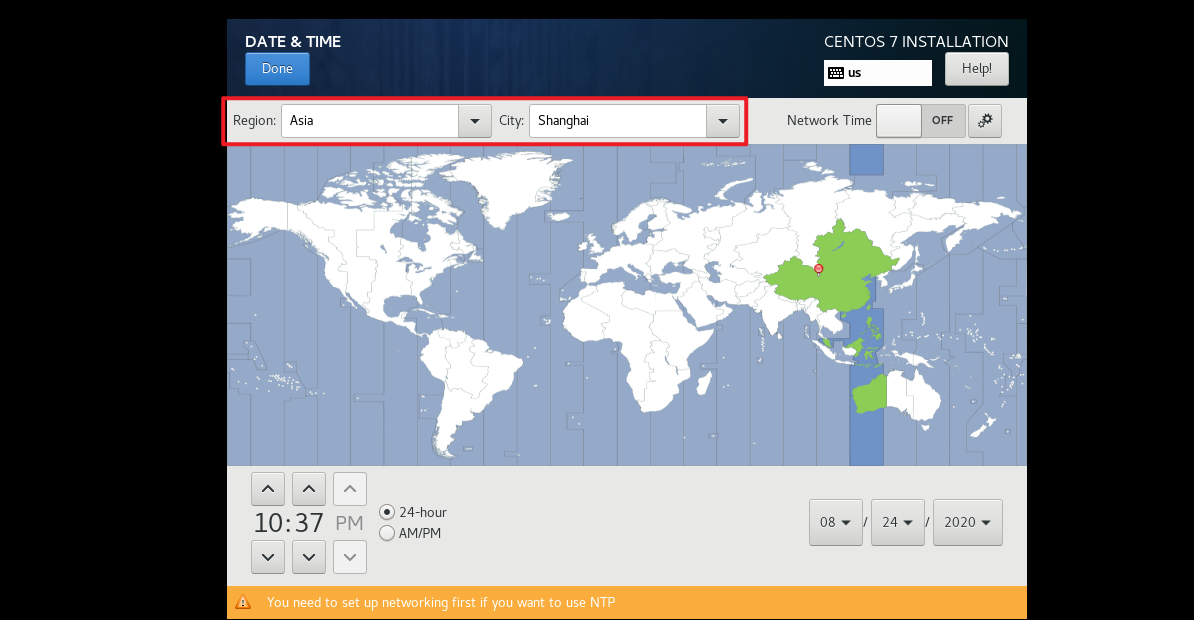 DATE & TIME
CENTOS 7 INSTALLATION
Done
us
Help!
Region: Asia City: Shanghai Network Time OFF
10:37 PM
24-hour
AM/PM
08 / 24 / 2020
You need to set up networking first if you want to use NTP